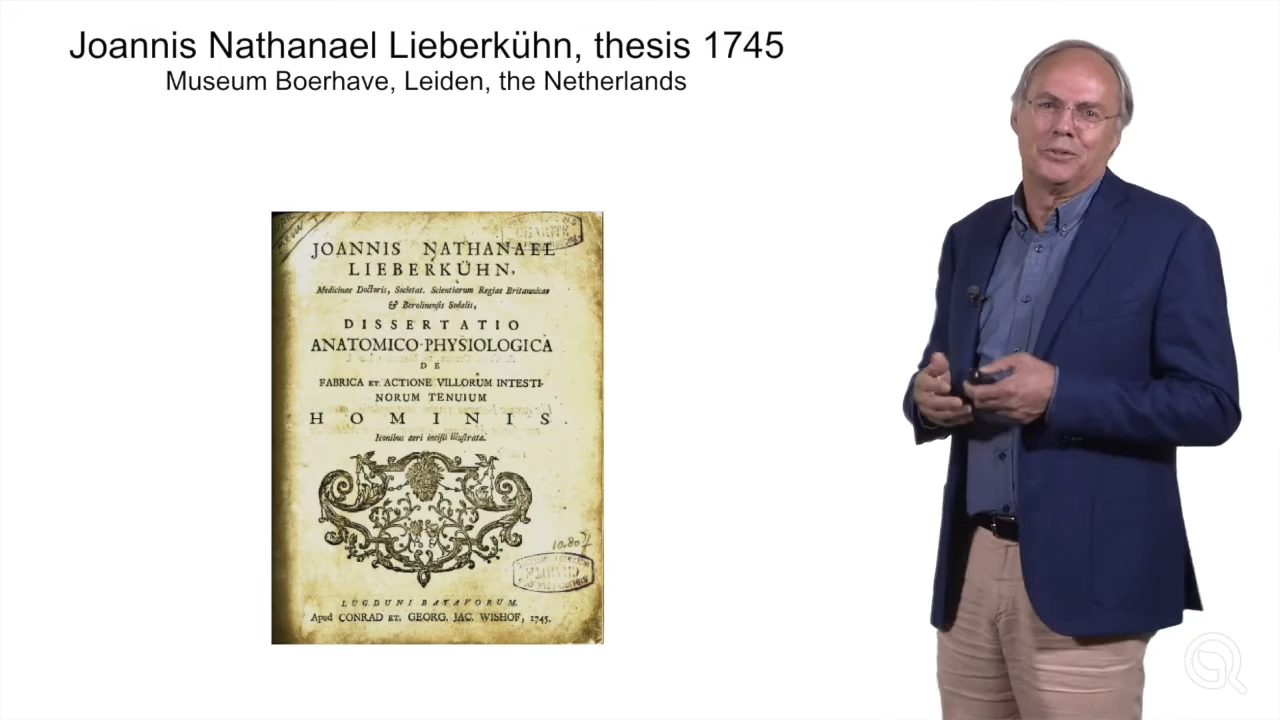 Joannis Nathanael Lieberkühn, thesis 1745
Museum Boerhave, Leiden, the Netherlands
JOANNIS NATHANAEL
LIEBERKÜHN,
Medicinae Doctoris, Societat. Scientiarum Regiae Britannicae
& Berolinensis Sodalis,
DISSERTATIO
ANATOMICO-PHYSIOLOGICA
DE
FABRICA ET ACTIONE VILLORUM INTESTI-
NORUM TENUIUM
HOMINIS
Iconibus aeri incisis illustrata.
10.807
LUGDUNI BATAVORUM.
Apud CONRAD ET. GEORG. JAC. WISHOF, 1745.